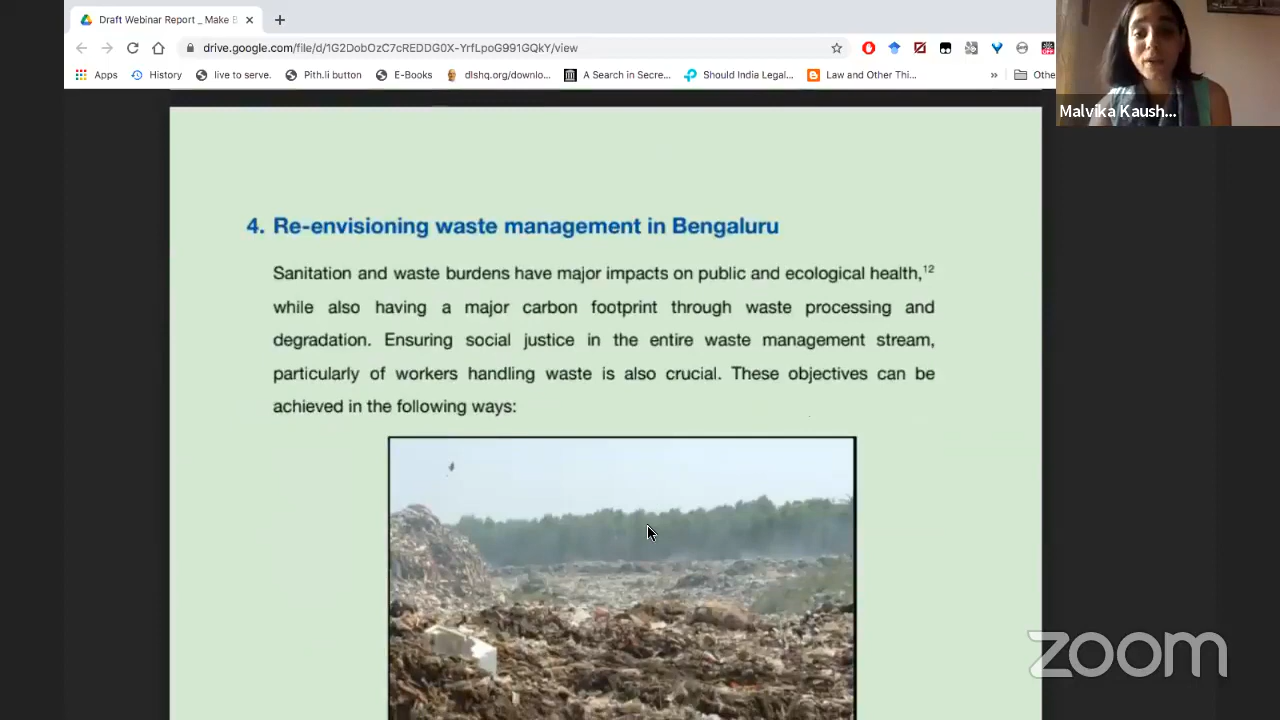 Draft Webinar Report _ Make B
drive.google.com/file/d/1G2DobOzC7cREDDG0X-YrfLpoG991GQkY/view
Apps History live to serve. Pith.li button E-Books dlshq.org/downlo... A Search in Secre... Should India Legal... Law and Other Thi... » Othe
Malvika Kaush...
4. Re-envisioning waste management in Bengaluru
Sanitation and waste burdens have major impacts on public and ecological health,¹²
while also having a major carbon footprint through waste processing and
degradation. Ensuring social justice in the entire waste management stream,
particularly of workers handling waste is also crucial. These objectives can be
achieved in the following ways:
zoom